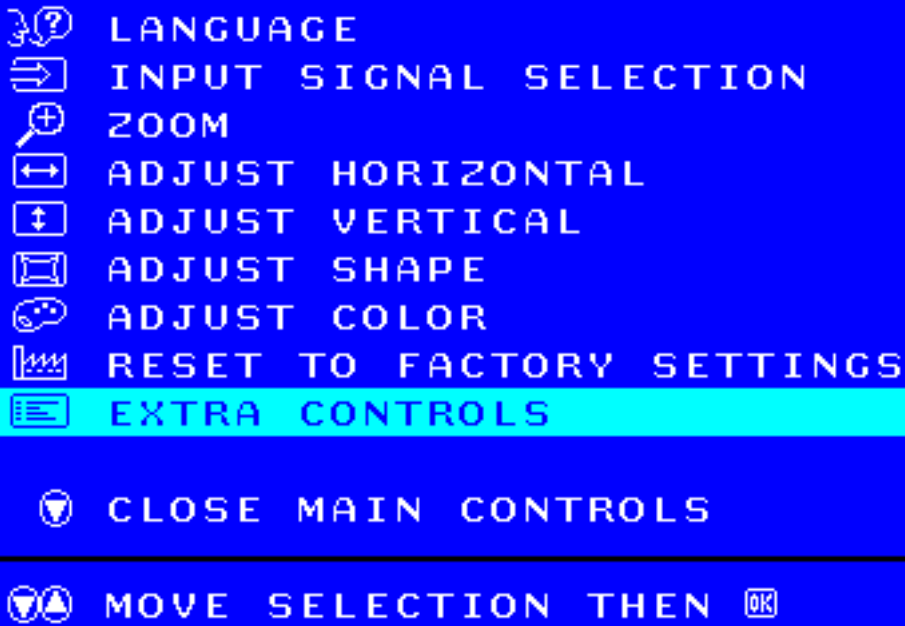 LANGUAGE
INPUT SIGNAL SELECTION
ZOOM
ADJUST HORIZONTAL
ADJUST VERTICAL
ADJUST SHAPE
ADJUST COLOR
RESET TO FACTORY SETTINGS
EXTRA CONTROLS
CLOSE MAIN CONTROLS
MOVE SELECTION THEN OK